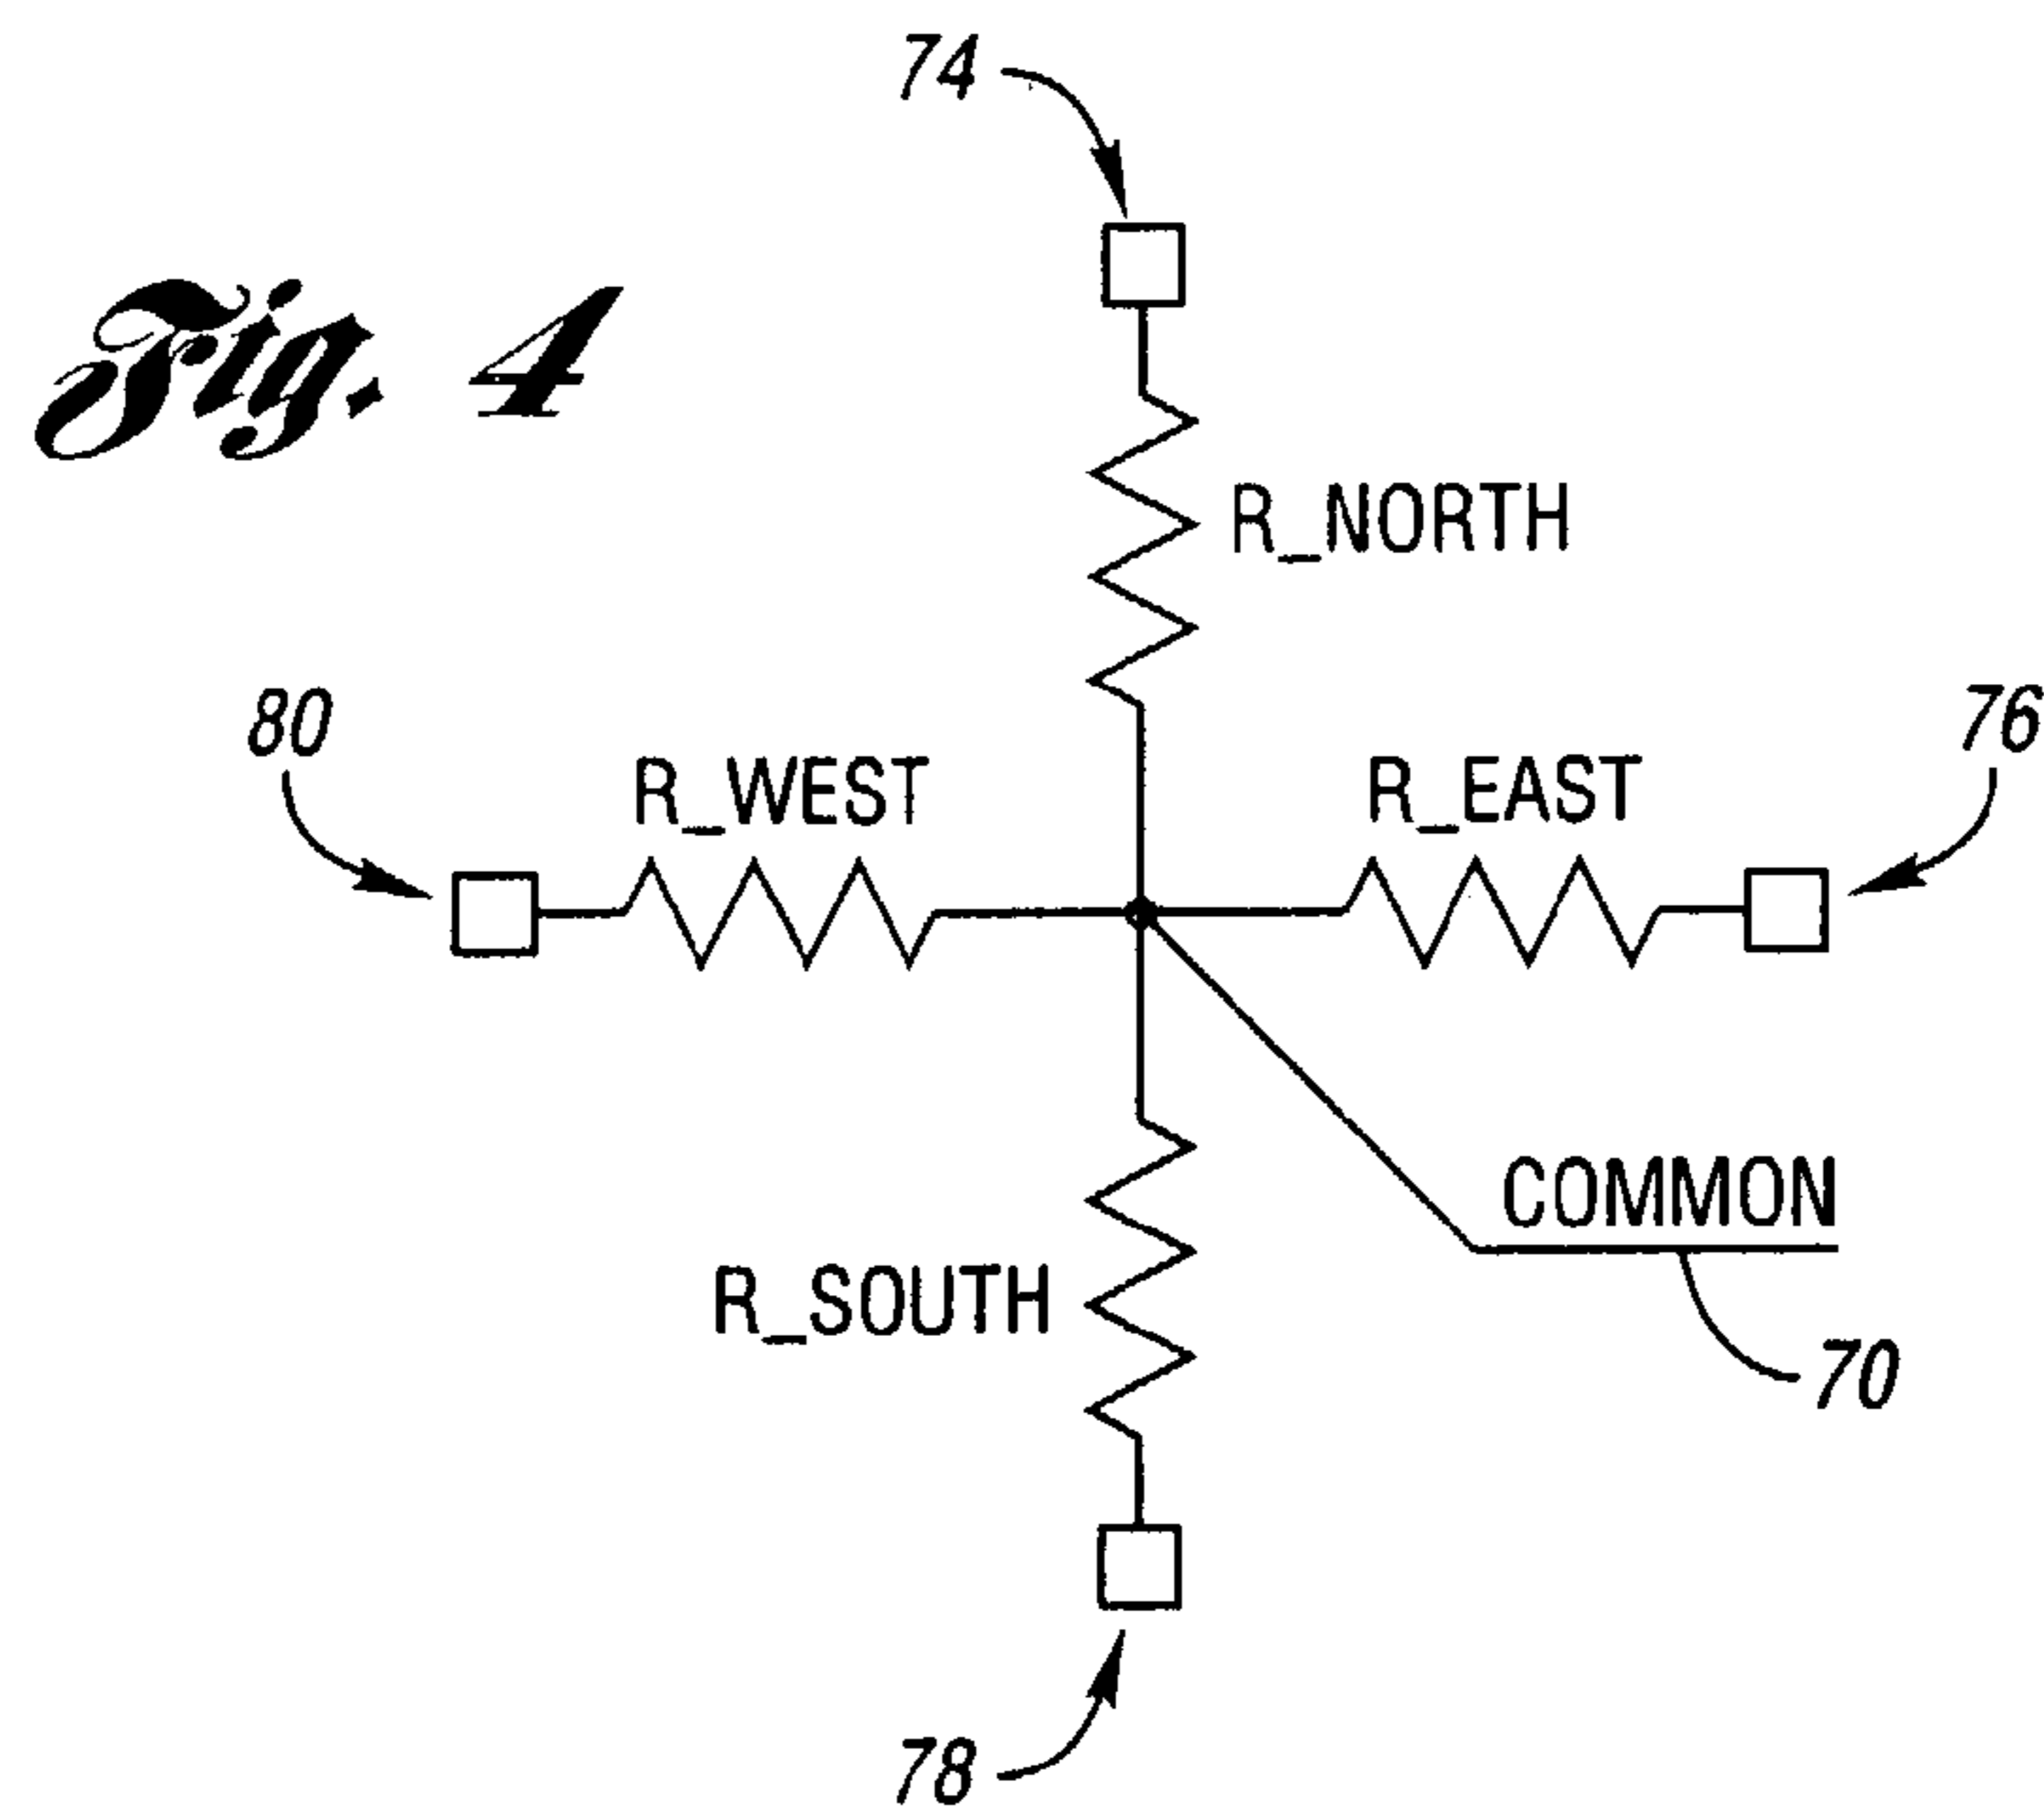 74
Fig. 4
R_NORTH
80
76
R_WEST
R_EAST
COMMON
R_SOUTH
70
78